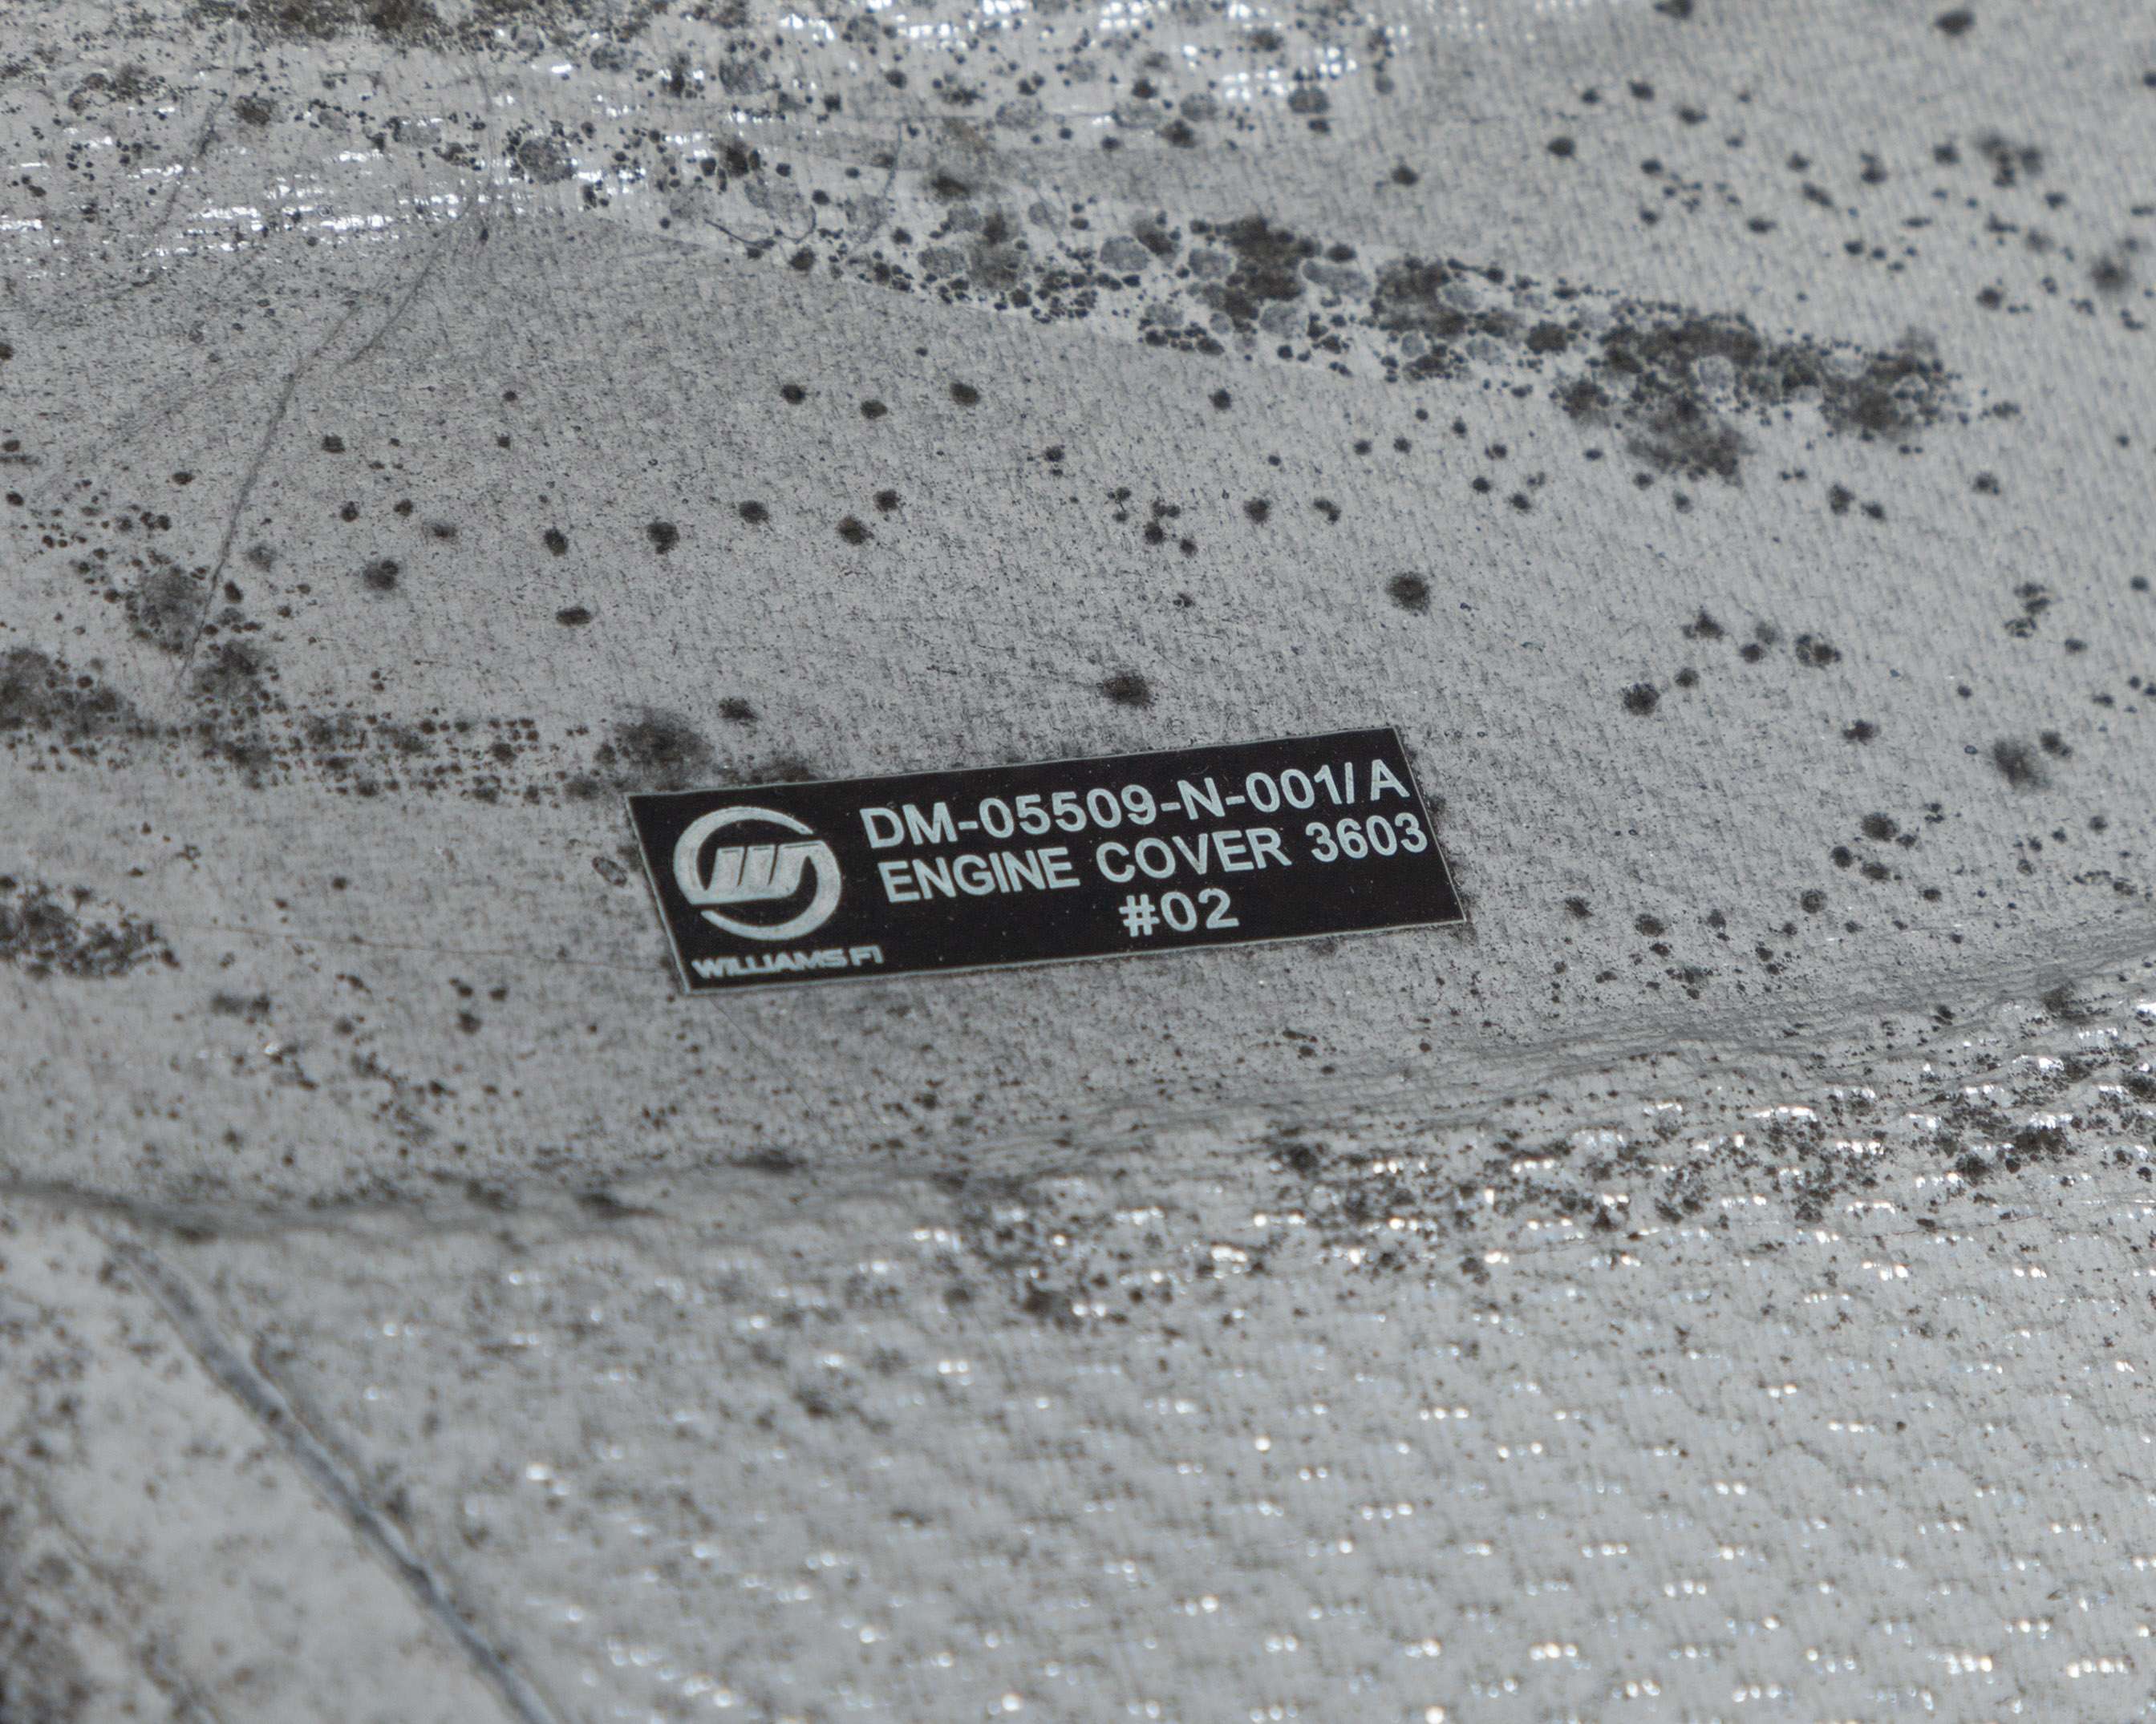 DM-05509-N-001/A
ENGINE COVER 3603
#02
WILLIAMS F1